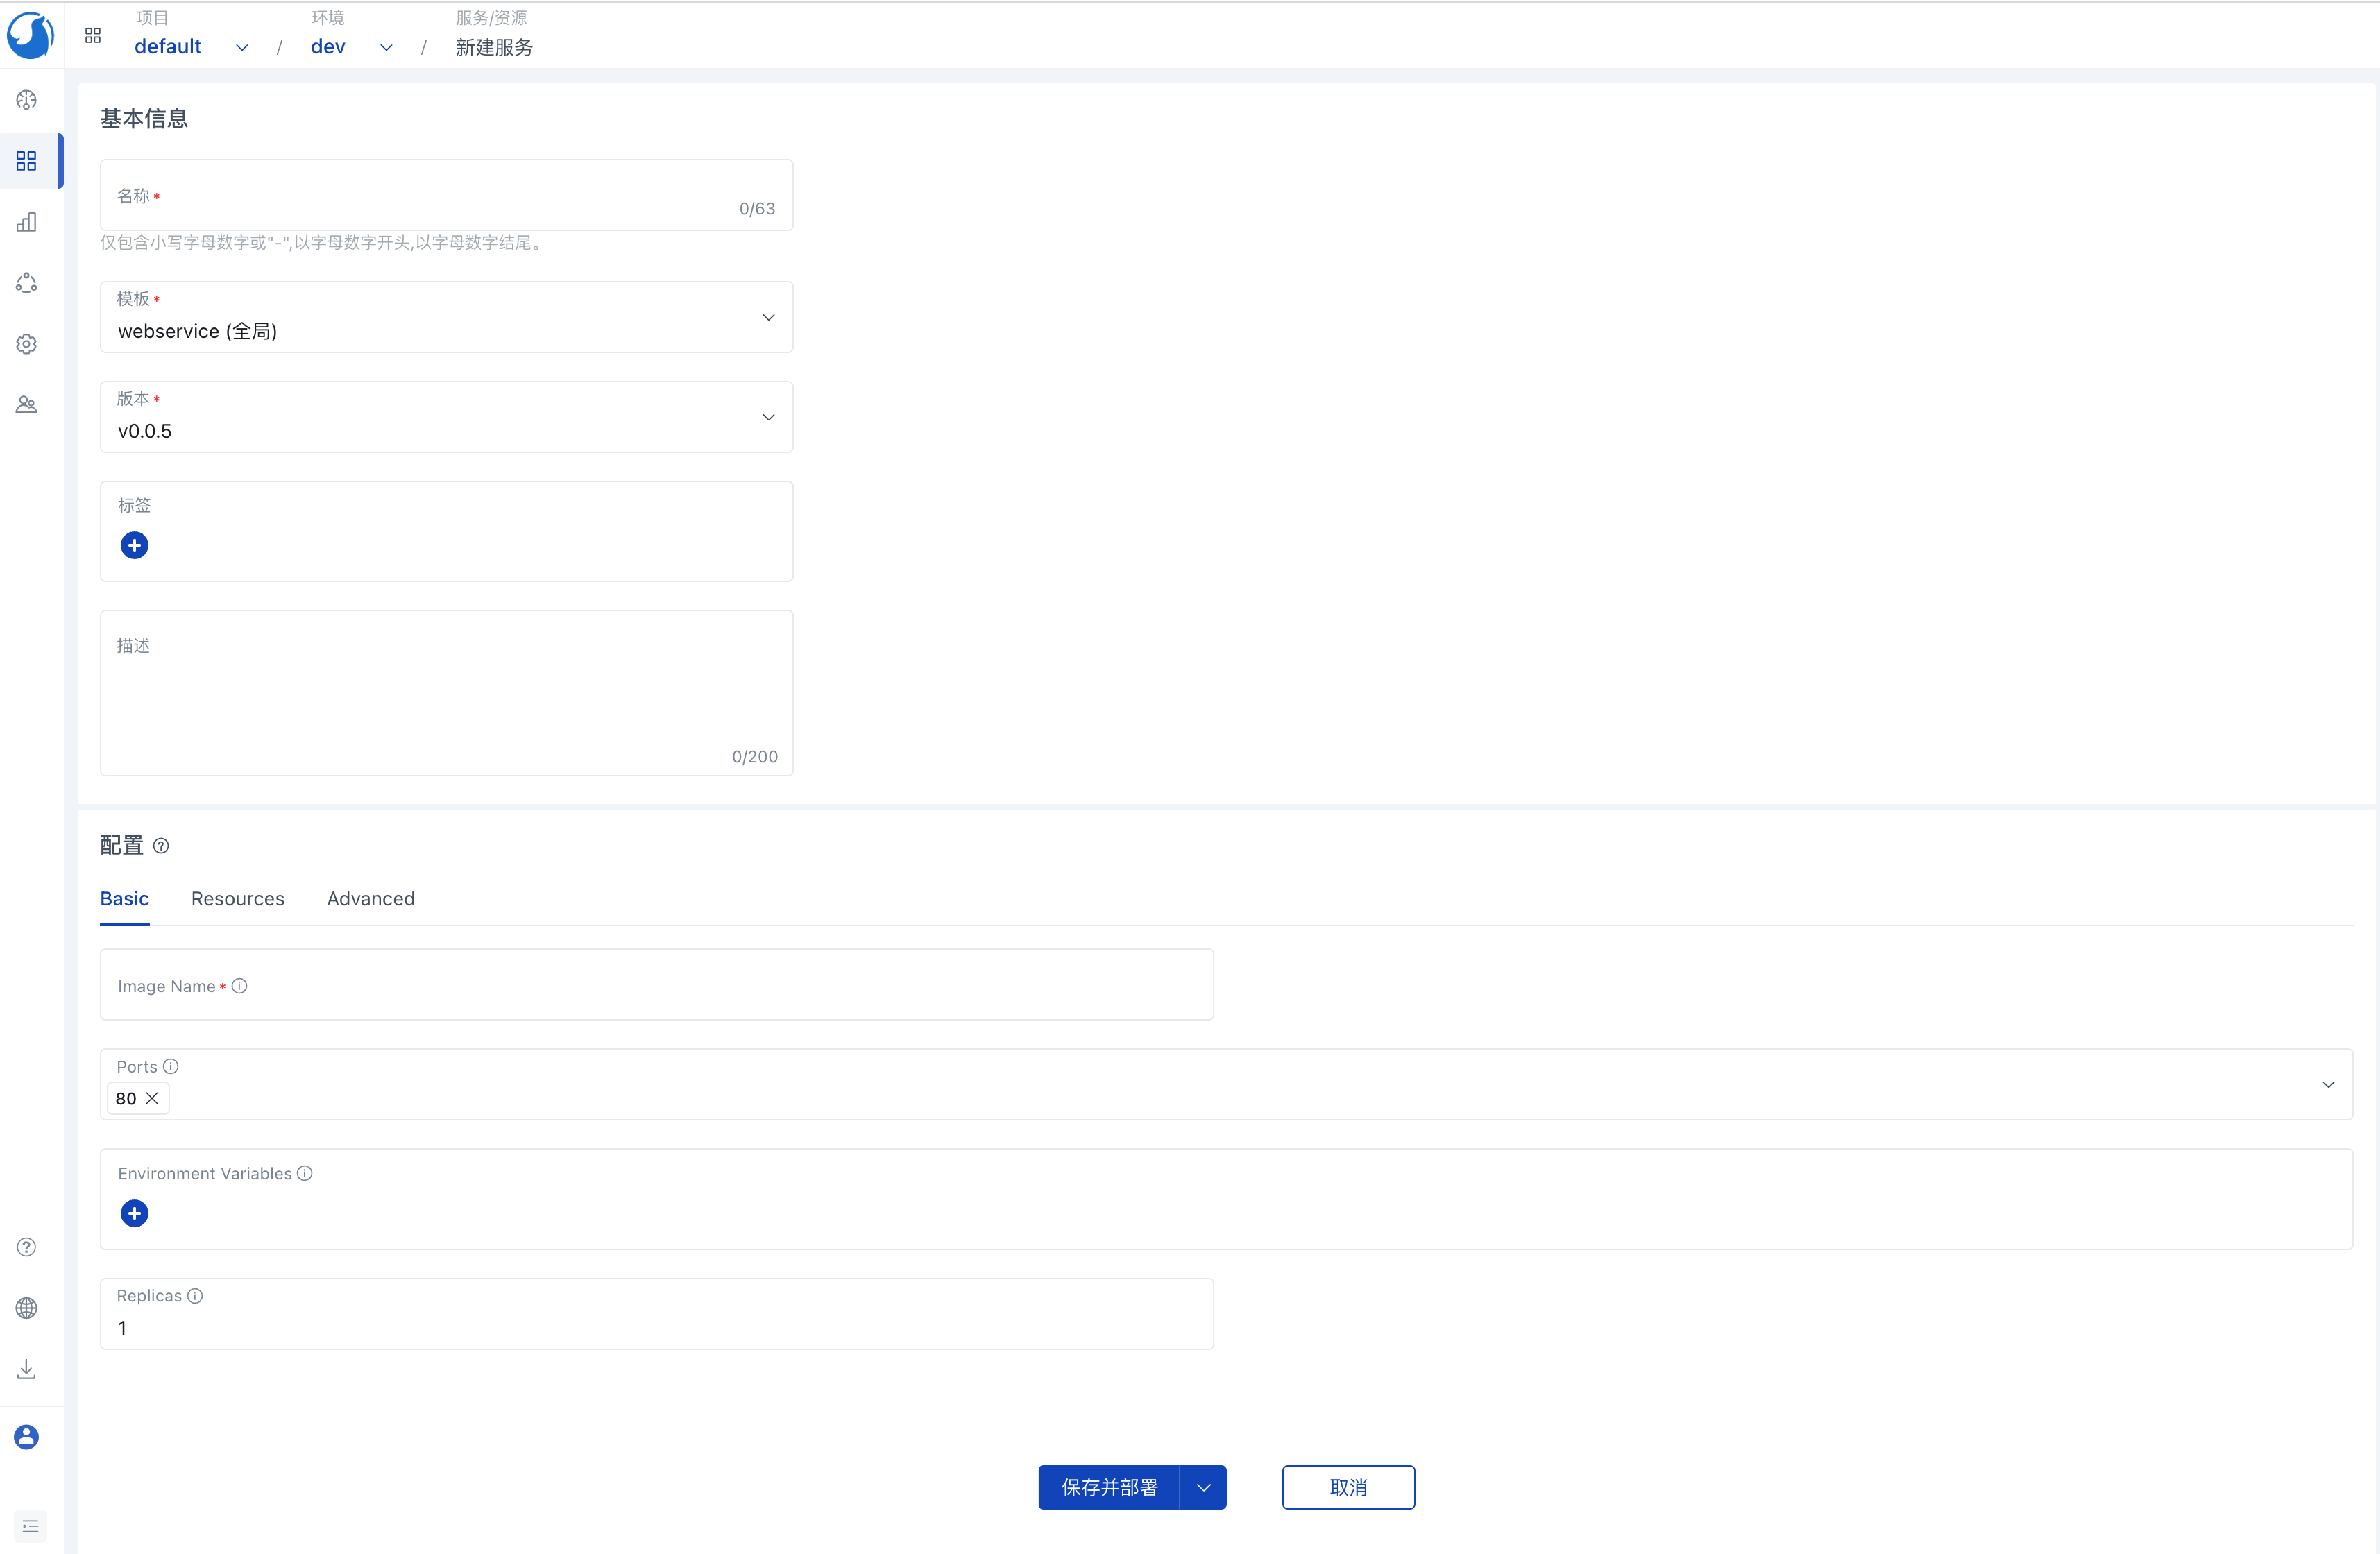 项目 环境 服务/资源
default / dev / 新建服务
基本信息
名称*
0/63
仅包含小写字母数字或"-",以字母数字开头,以字母数字结尾。
模板*
webservice (全局)
版本*
v0.0.5
标签
描述
0/200
配置
Basic Resources Advanced
Image Name*
Ports
80
Environment Variables
Replicas
1
保存并部署 取消